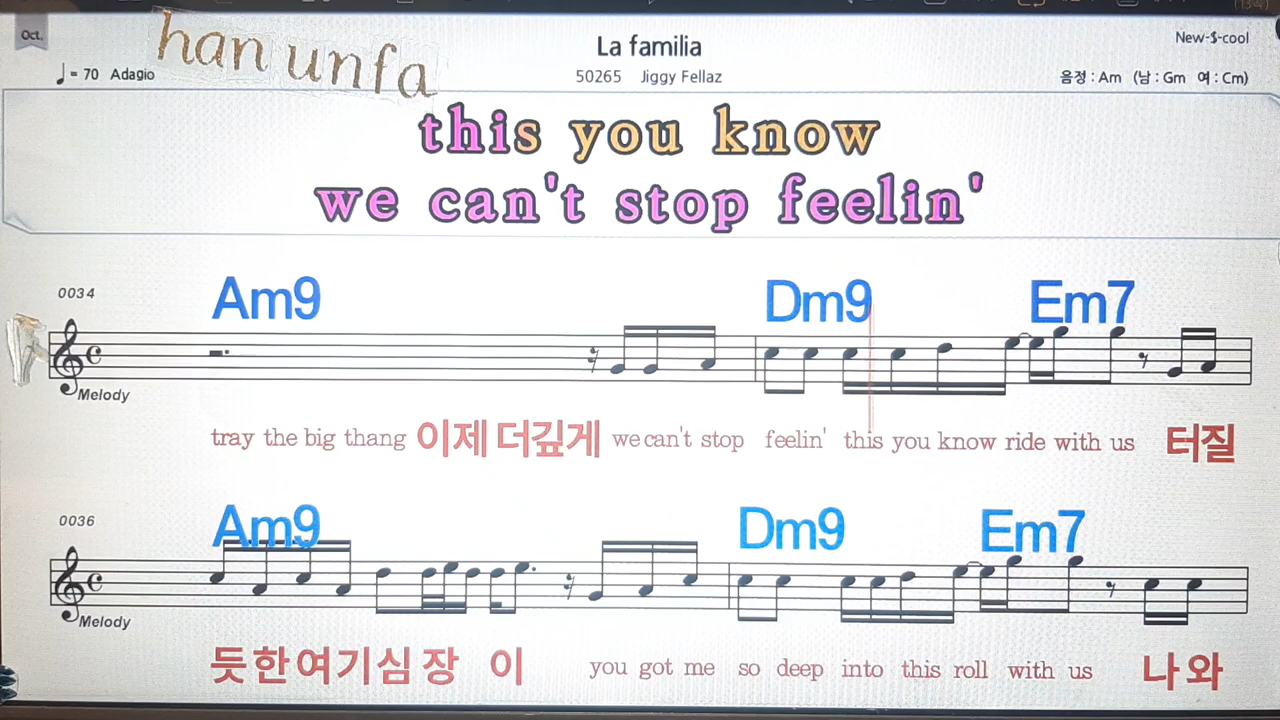 Oct.
han unfa
La familia
New-$-cool
♩= 70 Adagio
50265 Jiggy Fellaz
음정 : Am (남 : Gm 여 : Cm)
this you know
we can't stop feelin'
0034
Am9 Dm9 Em7
Melody
tray the big thang 이제 더깊게 we can't stop feelin' this you know ride with us 터질
0036
Am9 Dm9 Em7
Melody
듯한여기심장 이 you got me so deep into this roll with us 나와